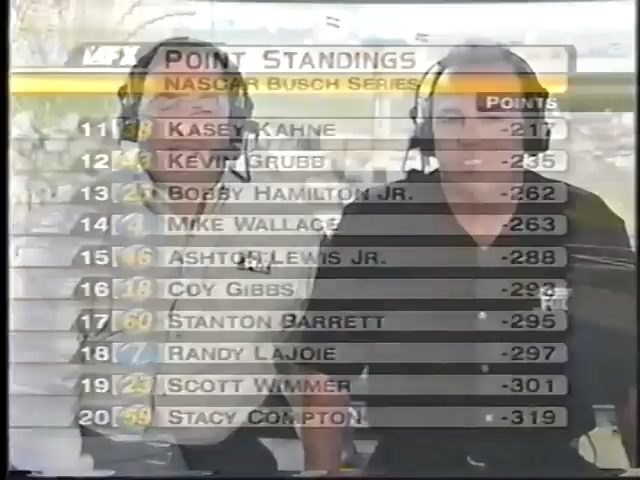 FX POINT STANDINGS
NASCAR BUSCH SERIES
POINTS
11 38 KASEY KAHNE -217
12 KEVIN GRUBB -235
13 25 BOBBY HAMILTON JR. -262
14 4 MIKE WALLACE -263
15 46 ASHTON LEWIS JR. -288
16 18 COY GIBBS
17 60 STANTON BARRETT -295
18 7 RANDY LAJOIE -297
19 23 SCOTT WIMMER -301
20 59 STACY COMPTON -319